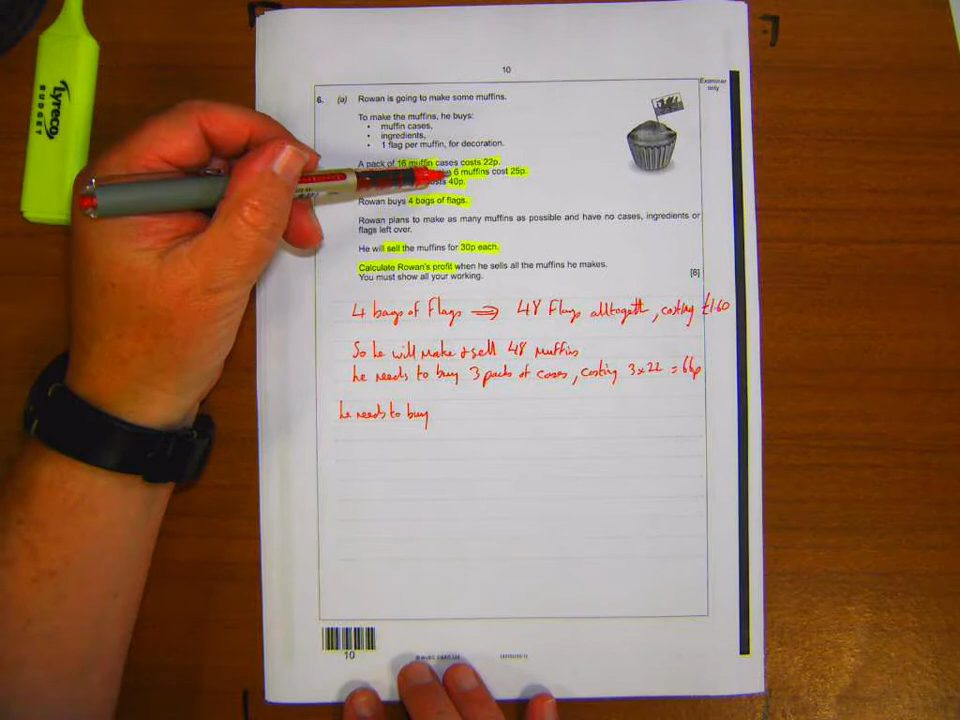 Lyreco
BUDGET
10
Examiner
only
6. (a) Rowan is going to make some muffins.
To make the muffins, he buys:
• muffin cases,
• ingredients,
• 1 flag per muffin, for decoration.
A pack of 16 muffin cases costs 22p.
6 muffins cost 25p.
40p.
Rowan buys 4 bags of flags.
Rowan plans to make as many muffins as possible and have no cases, ingredients or
flags left over.
He will sell the muffins for 30p each.
Calculate Rowan's profit when he sells all the muffins he makes.
You must show all your working.
[6]
4 bags of flags ⇒ 48 flags alltogett, costing £1.60
So he will make & sell 48 muffins
he needs to buy 3 packs of cases, costing 3 x 22 = 66p
he needs to buy
10